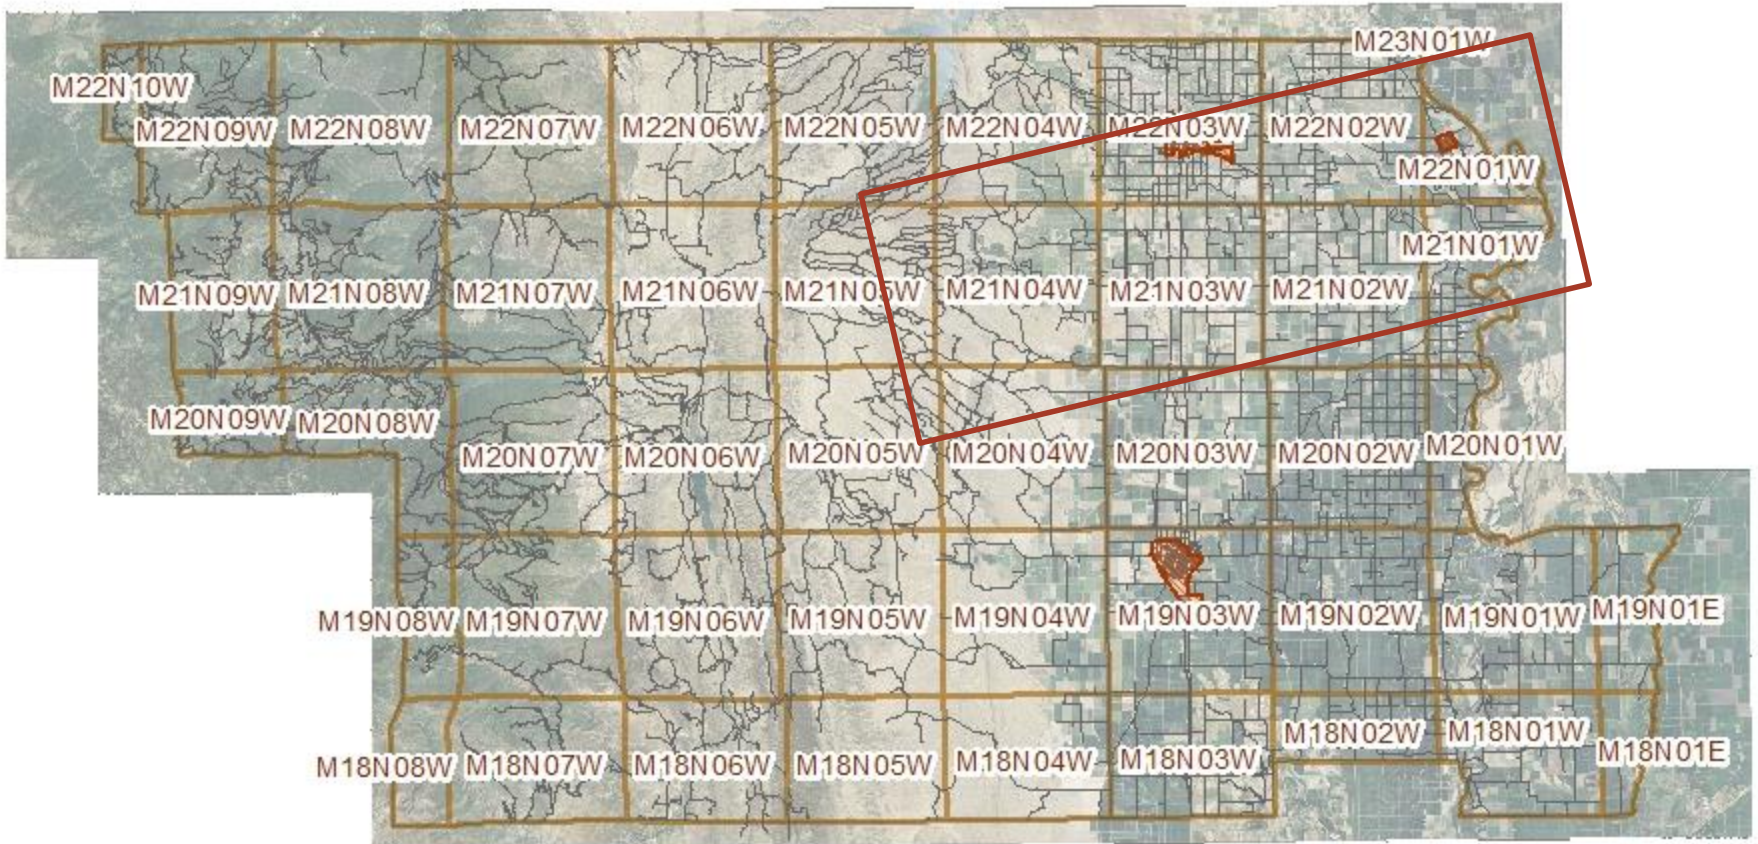 M23N01W
M22N10W
M22N09W M22N08W M22N07W M22N06W M22N05W M22N04W M22N03W M22N02W
M22N01W
M21N01W
M21N09W M21N08W M21N07W M21N06W M21N05W M21N04W M21N03W M21N02W
M20N09W M20N08W
M20N07W M20N06W M20N05W M20N04W M20N03W M20N02W M20N01W
M19N08W M19N07W M19N06W M19N05W M19N04W M19N03W M19N02W M19N01W M19N01E
M18N02W M18N01W
M18N08W M18N07W M18N06W M18N05W M18N04W M18N03W M18N01E